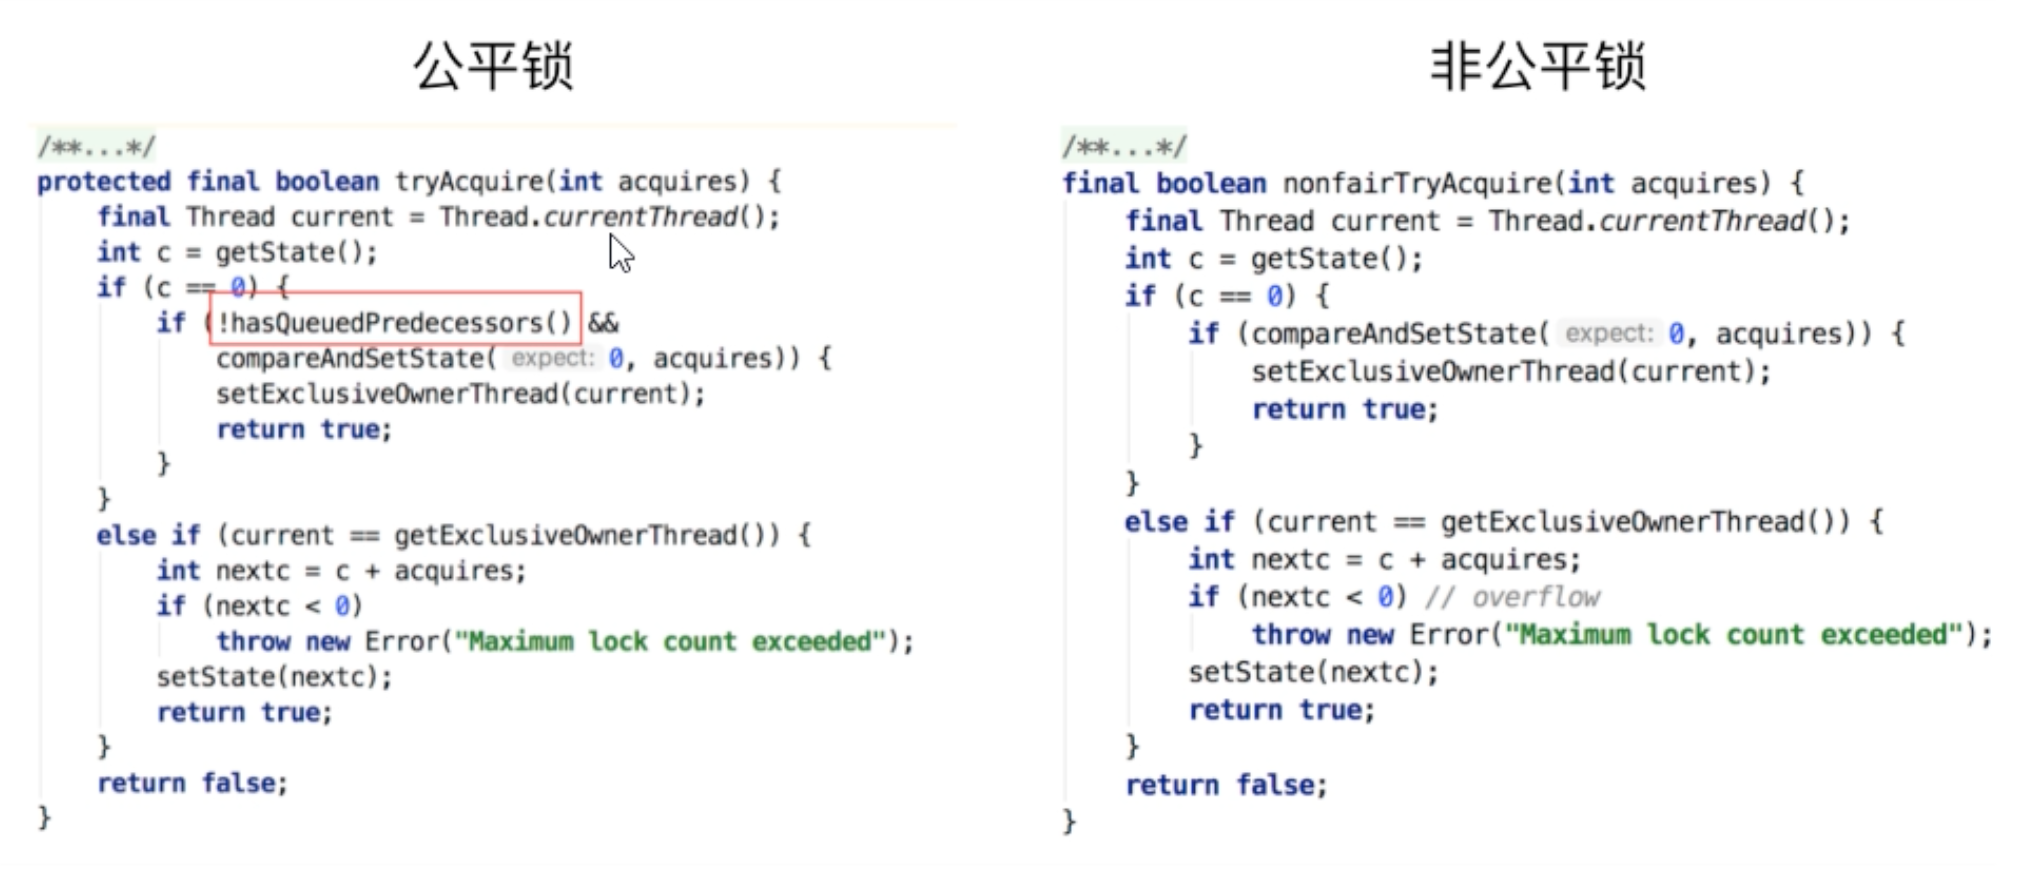 公平锁
/**...*/
protected final boolean tryAcquire(int acquires) {
final Thread current = Thread.currentThread();
int c = getState();
if (c == 0) {
if (!hasQueuedPredecessors() &&
compareAndSetState( expect: 0, acquires)) {
setExclusiveOwnerThread(current);
return true;
}
}
else if (current == getExclusiveOwnerThread()) {
int nextc = c + acquires;
if (nextc < 0)
throw new Error("Maximum lock count exceeded");
setState(nextc);
return true;
}
return false;
}
非公平锁
/**...*/
final boolean nonfairTryAcquire(int acquires) {
final Thread current = Thread.currentThread();
int c = getState();
if (c == 0) {
if (compareAndSetState( expect: 0, acquires)) {
setExclusiveOwnerThread(current);
return true;
}
}
else if (current == getExclusiveOwnerThread()) {
int nextc = c + acquires;
if (nextc < 0) // overflow
throw new Error("Maximum lock count exceeded");
setState(nextc);
return true;
}
return false;
}